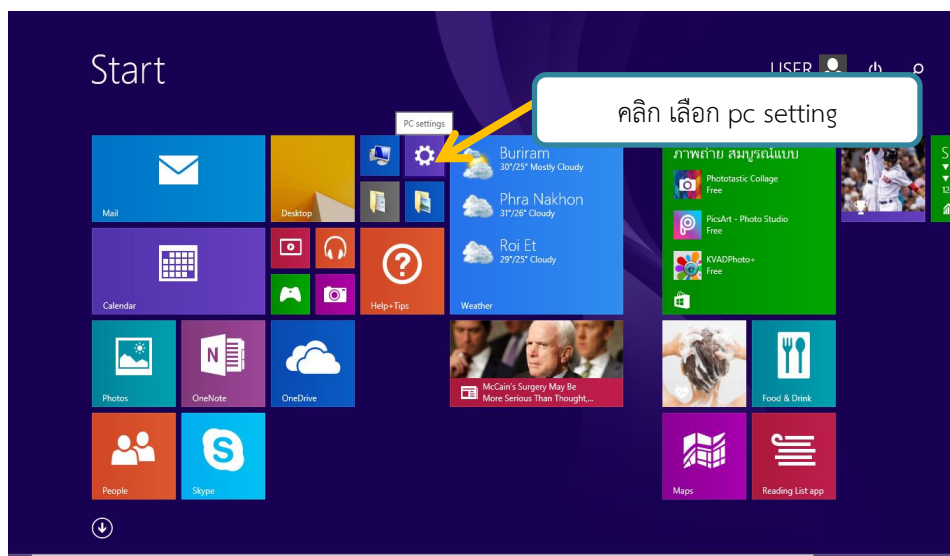 Start
USER
คลิก เลือก pc setting
PC settings
Mail
Desktop
Buriram
30°/25° Mostly Cloudy
Phra Nakhon
31°/26° Cloudy
Roi Et
29°/25° Cloudy
Weather
ภาพถ่าย สมบูรณ์แบบ
Phototastic Collage
Free
PicsArt - Photo Studio
Free
KVADPhoto+
Free
S
12
Calendar
Help+Tips
Photos
N
OneNote
OneDrive
McCain's Surgery May Be
More Serious Than Thought,...
Food & Drink
People
S
Skype
Maps
Reading List app